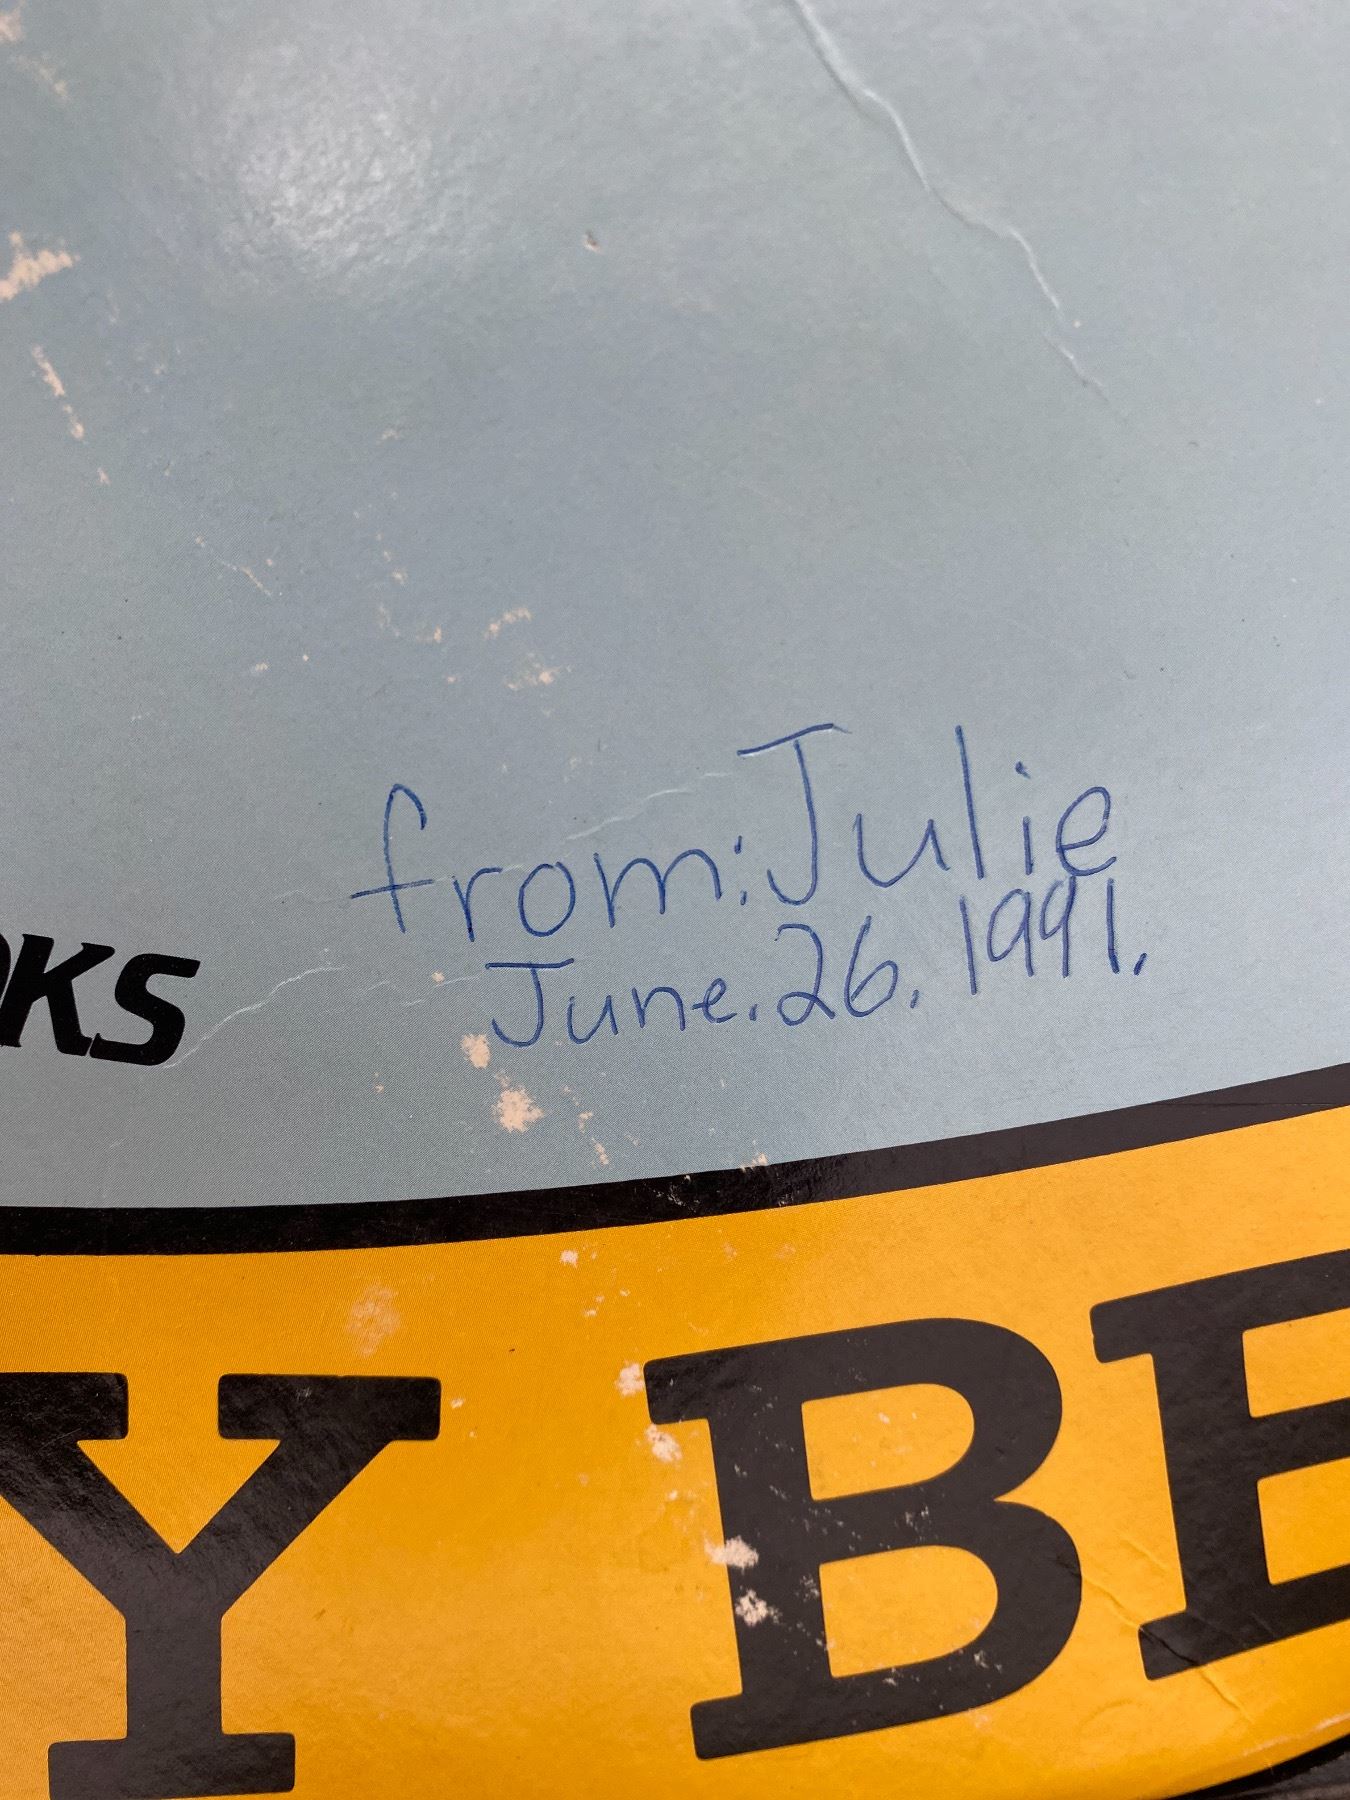 from: Julie
June. 26. 1991.
OKS
Y BE